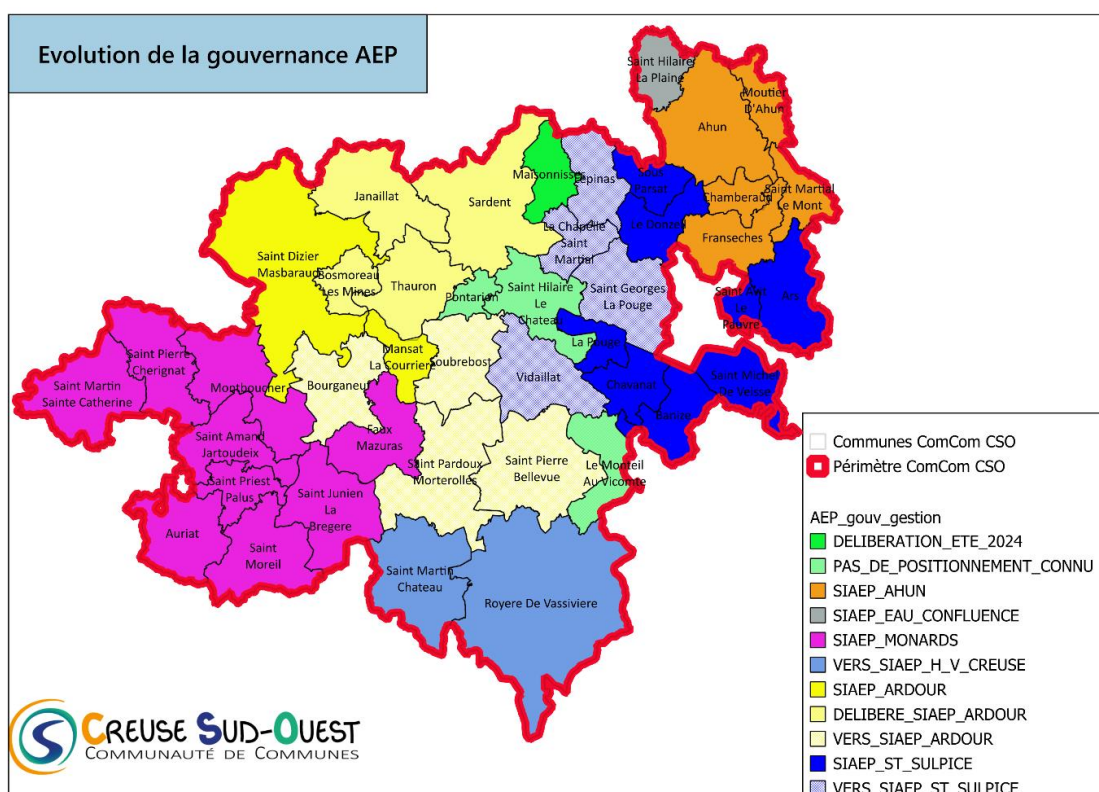 Evolution de la gouvernance AEP
Saint Hilaire
La Plaine
Moutier
D'Ahun
Ahun
Maisonnisses
Lépinas
Sous
Parsat
Janaillat
Sardent
Chamberaud
Saint Martial
Le Mont
La Chapelle
Saint
Martial
Le Donzeil
Franseches
Saint Dizier
Masbaraud
Bosmoreau
Les Mines
Thauron
Pontarion
Saint Hilaire
Le
Chateau
Saint Georges
La Pouge
Saint Avit
Le
Pauvre
Ars
La Pouge
Mansat
La Courriere
Soubrebost
Saint Pierre
Cherignat
Bourganeuf
Vidaillat
Chavanat
Saint Michel
De Veisse
Saint Martin
Sainte Catherine
Montboucher
Banize
Faux
Mazuras
Saint Amand
Jartoudeix
Saint Pardoux
Morterolles
Saint Pierre
Bellevue
Le Monteil
Au Vicomte
Saint Priest
Palus
Saint Junien
La
Bregere
Auriat
Saint
Moreil
Saint Martin
Chateau
Royere De Vassiviere
Communes ComCom CSO
Périmètre ComCom CSO
AEP_gouv_gestion
DELIBERATION_ETE_2024
PAS_DE_POSITIONNEMENT_CONNU
SIAEP_AHUN
SIAEP_EAU_CONFLUENCE
SIAEP_MONARDS
VERS_SIAEP_H_V_CREUSE
SIAEP_ARDOUR
DELIBERE_SIAEP_ARDOUR
VERS_SIAEP_ARDOUR
SIAEP_ST_SULPICE
VERS_SIAEP_ST_SULPICE
CREUSE SUD-OUEST
COMMUNAUTÉ DE COMMUNES